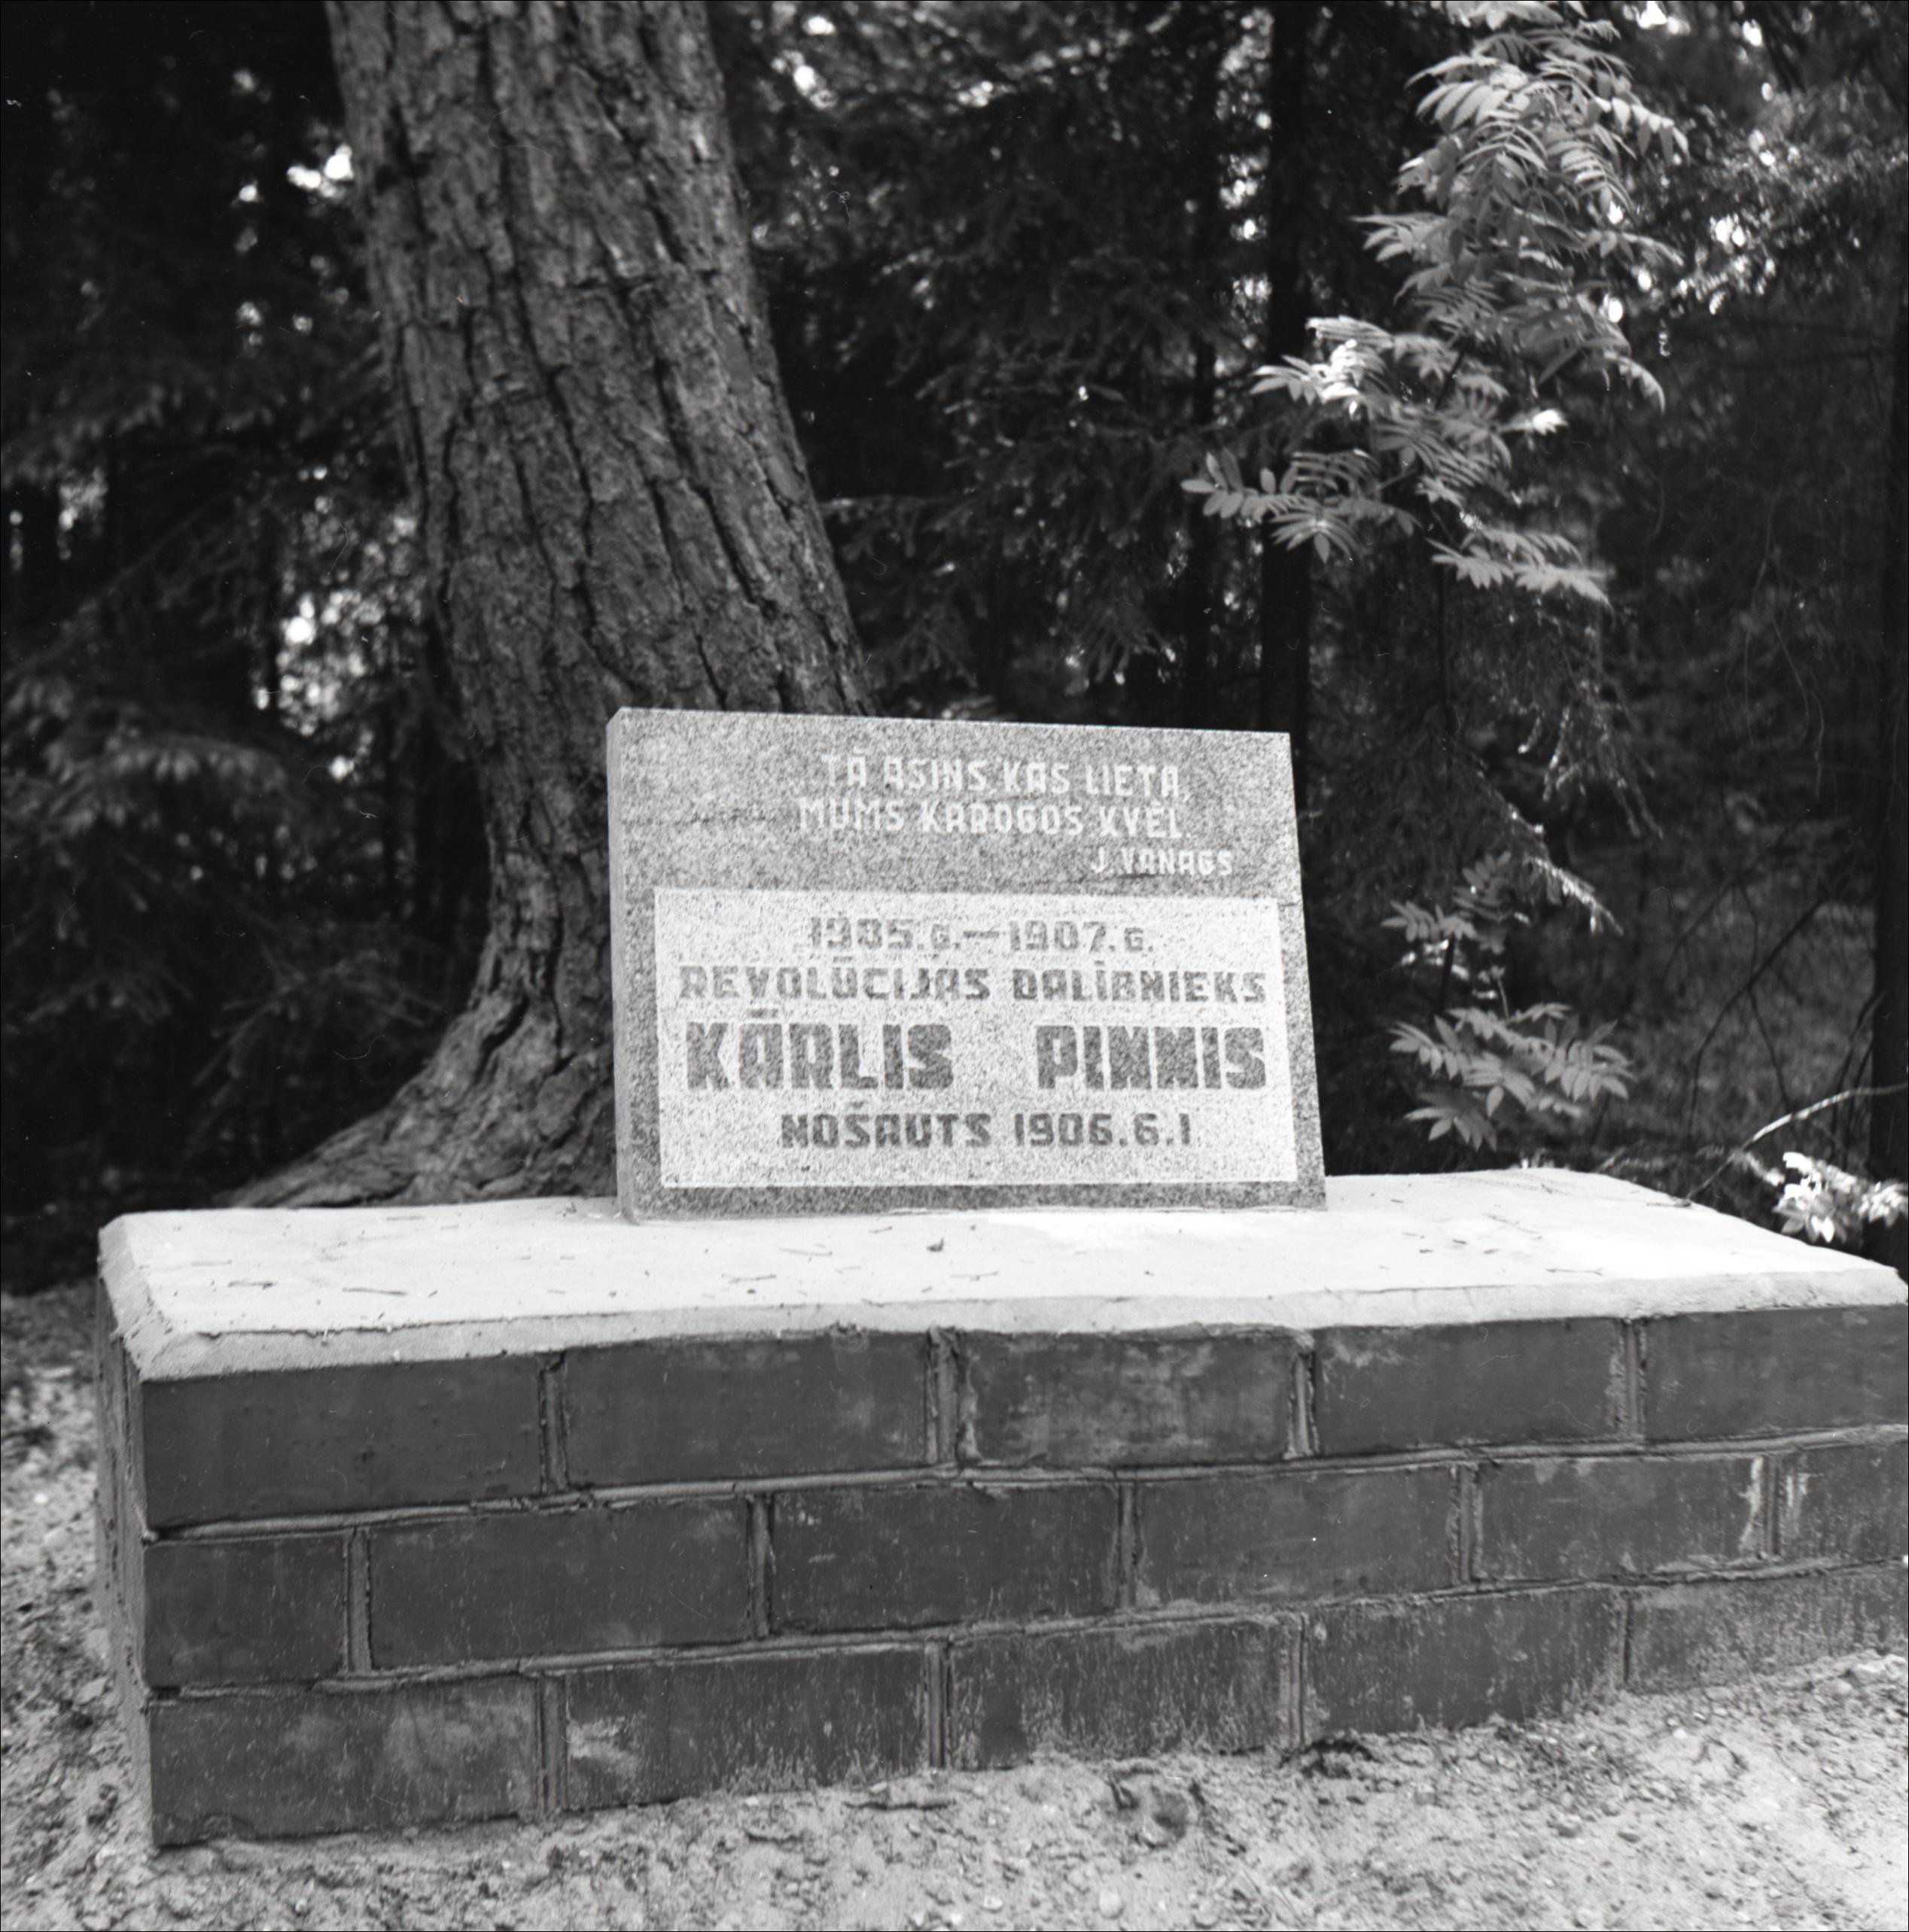 TĀ ASINS, KAS LIETA,
MUMS KAROGOS KVĒL
J. VANAGS
1905.G.—1907.G.
REVOLŪCIJAS DALĪBNIEKS
KĀRLIS PINNIS
NOŠAUTS 1906.6.I